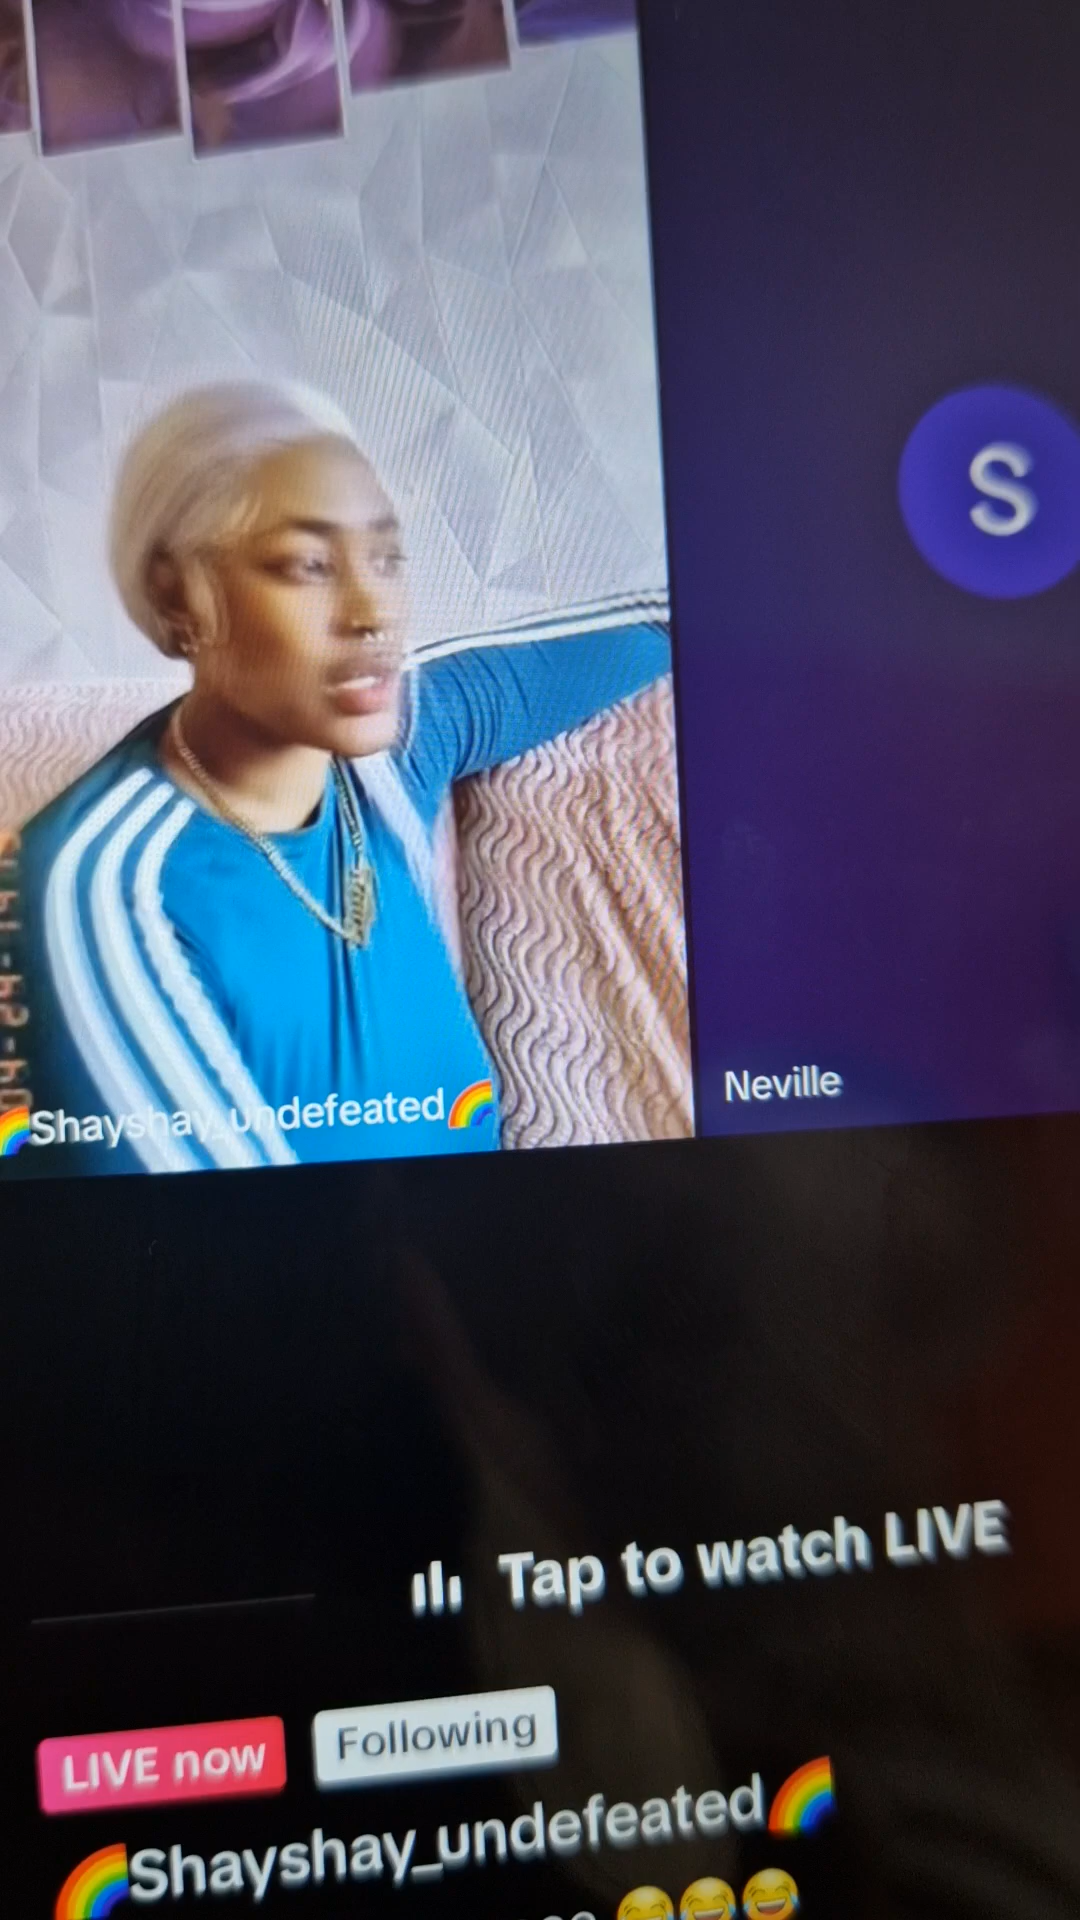 S
Neville
🌈Shayshay_undefeated🌈
Tap to watch LIVE
LIVE now
Following
🌈Shayshay_undefeated🌈
😂😂😂